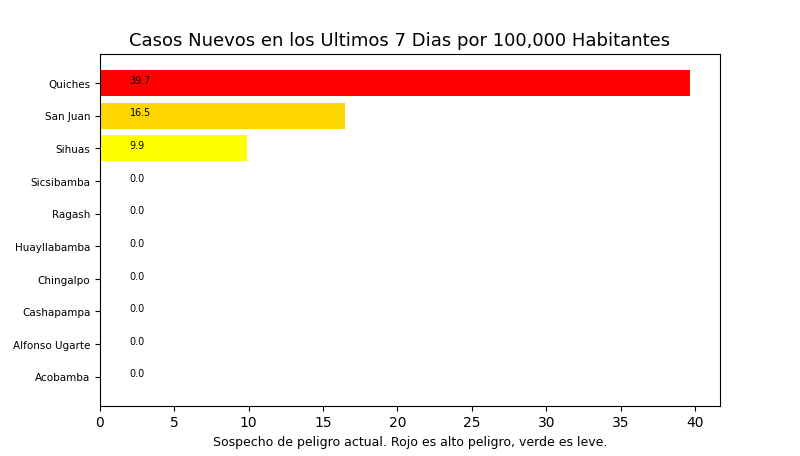 Casos Nuevos en los Ultimos 7 Dias por 100,000 Habitantes
Quiches 39.7
San Juan 16.5
Sihuas 9.9
Sicsibamba 0.0
Ragash 0.0
Huayllabamba 0.0
Chingalpo 0.0
Cashapampa 0.0
Alfonso Ugarte 0.0
Acobamba 0.0
0 5 10 15 20 25 30 35 40
Sospecho de peligro actual. Rojo es alto peligro, verde es leve.